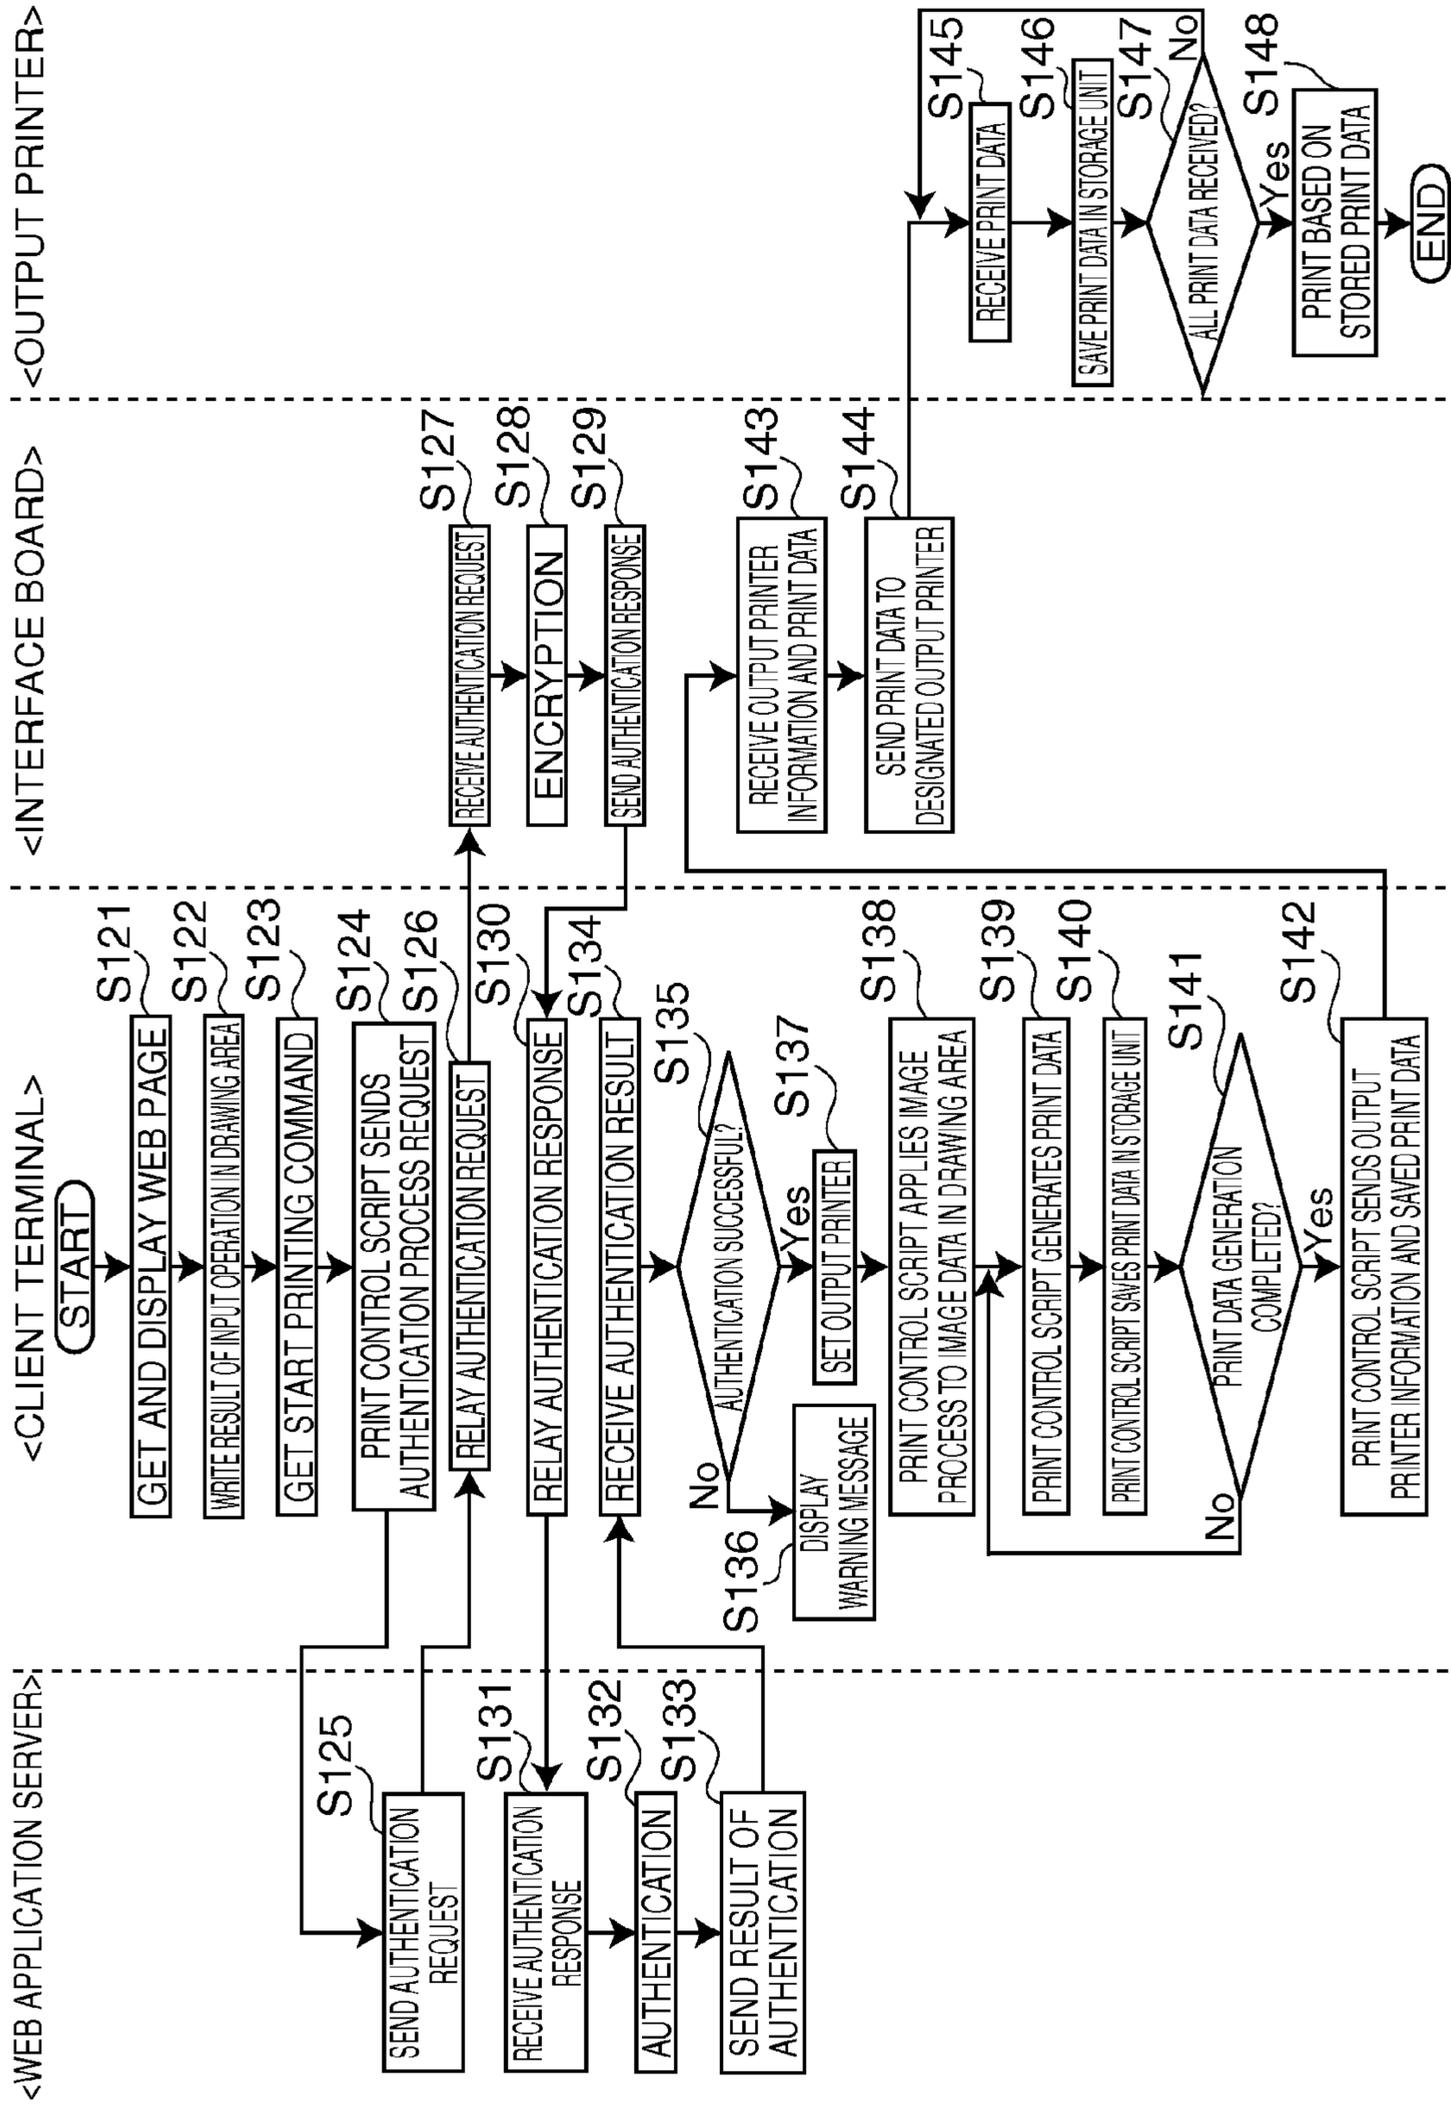 <WEB APPLICATION SERVER>
<CLIENT TERMINAL>
<INTERFACE BOARD>
<OUTPUT PRINTER>
START
S121
GET AND DISPLAY WEB PAGE
S122
WRITE RESULT OF INPUT OPERATION IN DRAWING AREA
S123
GET START PRINTING COMMAND
S124
PRINT CONTROL SCRIPT SENDS
AUTHENTICATION PROCESS REQUEST
S125
SEND AUTHENTICATION
REQUEST
S126
RELAY AUTHENTICATION REQUEST
S127
RECEIVE AUTHENTICATION REQUEST
S128
ENCRYPTION
S129
SEND AUTHENTICATION RESPONSE
S130
RELAY AUTHENTICATION RESPONSE
S131
RECEIVE AUTHENTICATION
RESPONSE
S132
AUTHENTICATION
S133
SEND RESULT OF
AUTHENTICATION
S134
RECEIVE AUTHENTICATION RESULT
S135
AUTHENTICATION SUCCESSFUL?
No
Yes
S136
DISPLAY
WARNING MESSAGE
S137
SET OUTPUT PRINTER
S138
PRINT CONTROL SCRIPT APPLIES IMAGE
PROCESS TO IMAGE DATA IN DRAWING AREA
S139
PRINT CONTROL SCRIPT GENERATES PRINT DATA
S140
PRINT CONTROL SCRIPT SAVES PRINT DATA IN STORAGE UNIT
S141
PRINT DATA GENERATION
COMPLETED?
No
Yes
S142
PRINT CONTROL SCRIPT SENDS OUTPUT
PRINTER INFORMATION AND SAVED PRINT DATA
S143
RECEIVE OUTPUT PRINTER
INFORMATION AND PRINT DATA
S144
SEND PRINT DATA TO
DESIGNATED OUTPUT PRINTER
S145
RECEIVE PRINT DATA
S146
SAVE PRINT DATA IN STORAGE UNIT
S147
ALL PRINT DATA RECEIVED?
No
Yes
S148
PRINT BASED ON
STORED PRINT DATA
END